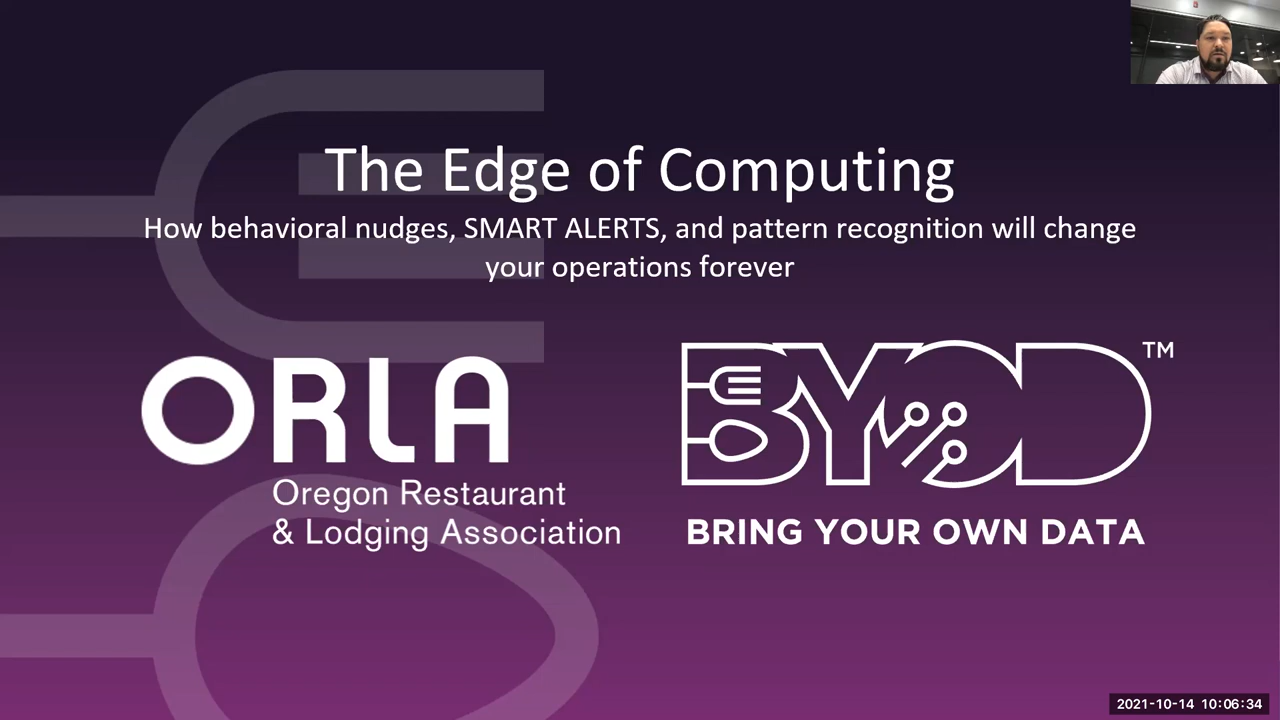 The Edge of Computing
How behavioral nudges, SMART ALERTS, and pattern recognition will change
your operations forever
ORLA
Oregon Restaurant
& Lodging Association
BYOD™
BRING YOUR OWN DATA
2021-10-14 10:06:34